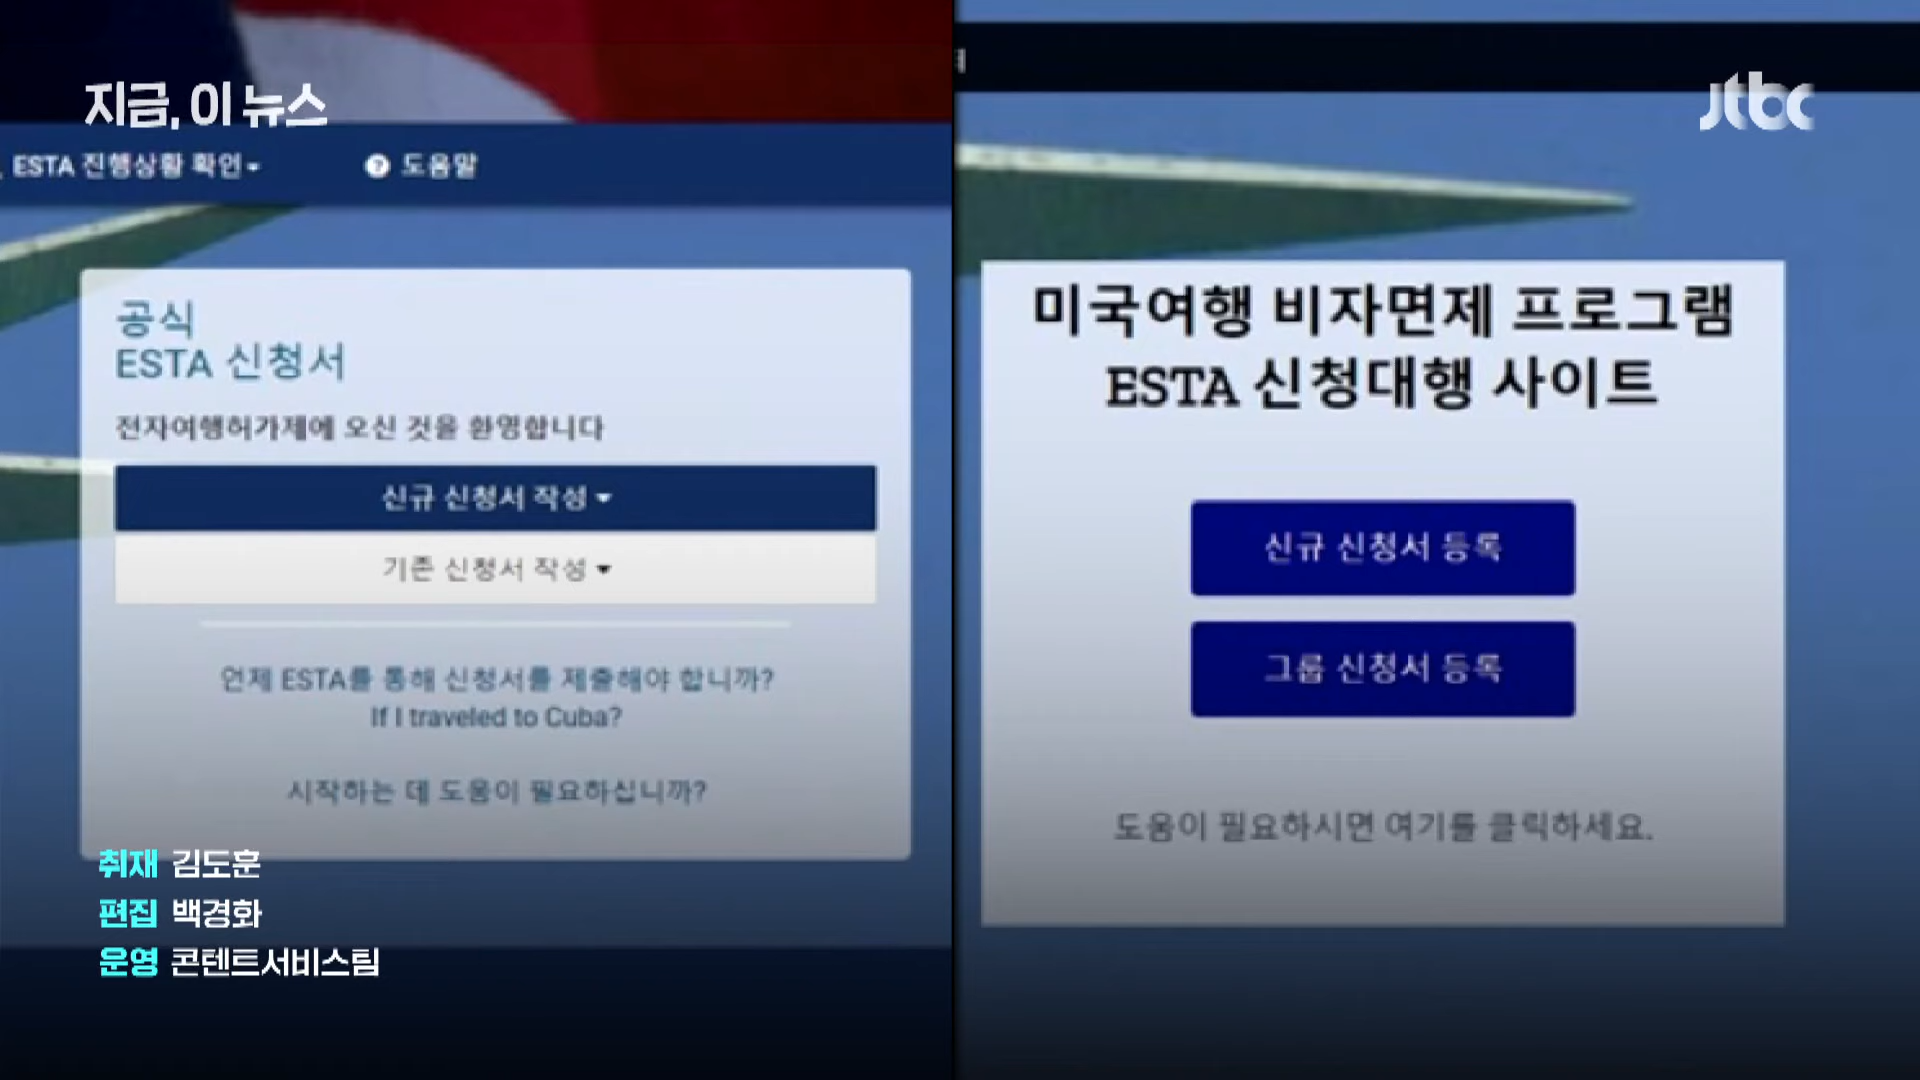 지금, 이 뉴스
jtbc
ESTA 진행상황 확인
도움말
공식
ESTA 신청서
전자여행허가제에 오신 것을 환영합니다
신규 신청서 작성
기존 신청서 작성
언제 ESTA를 통해 신청서를 제출해야 합니까?
If I traveled to Cuba?
시작하는 데 도움이 필요하십니까?
미국여행 비자면제 프로그램
ESTA 신청대행 사이트
신규 신청서 등록
그룹 신청서 등록
도움이 필요하시면 여기를 클릭하세요.
취재 김도훈
편집 백경화
운영 콘텐트서비스팀